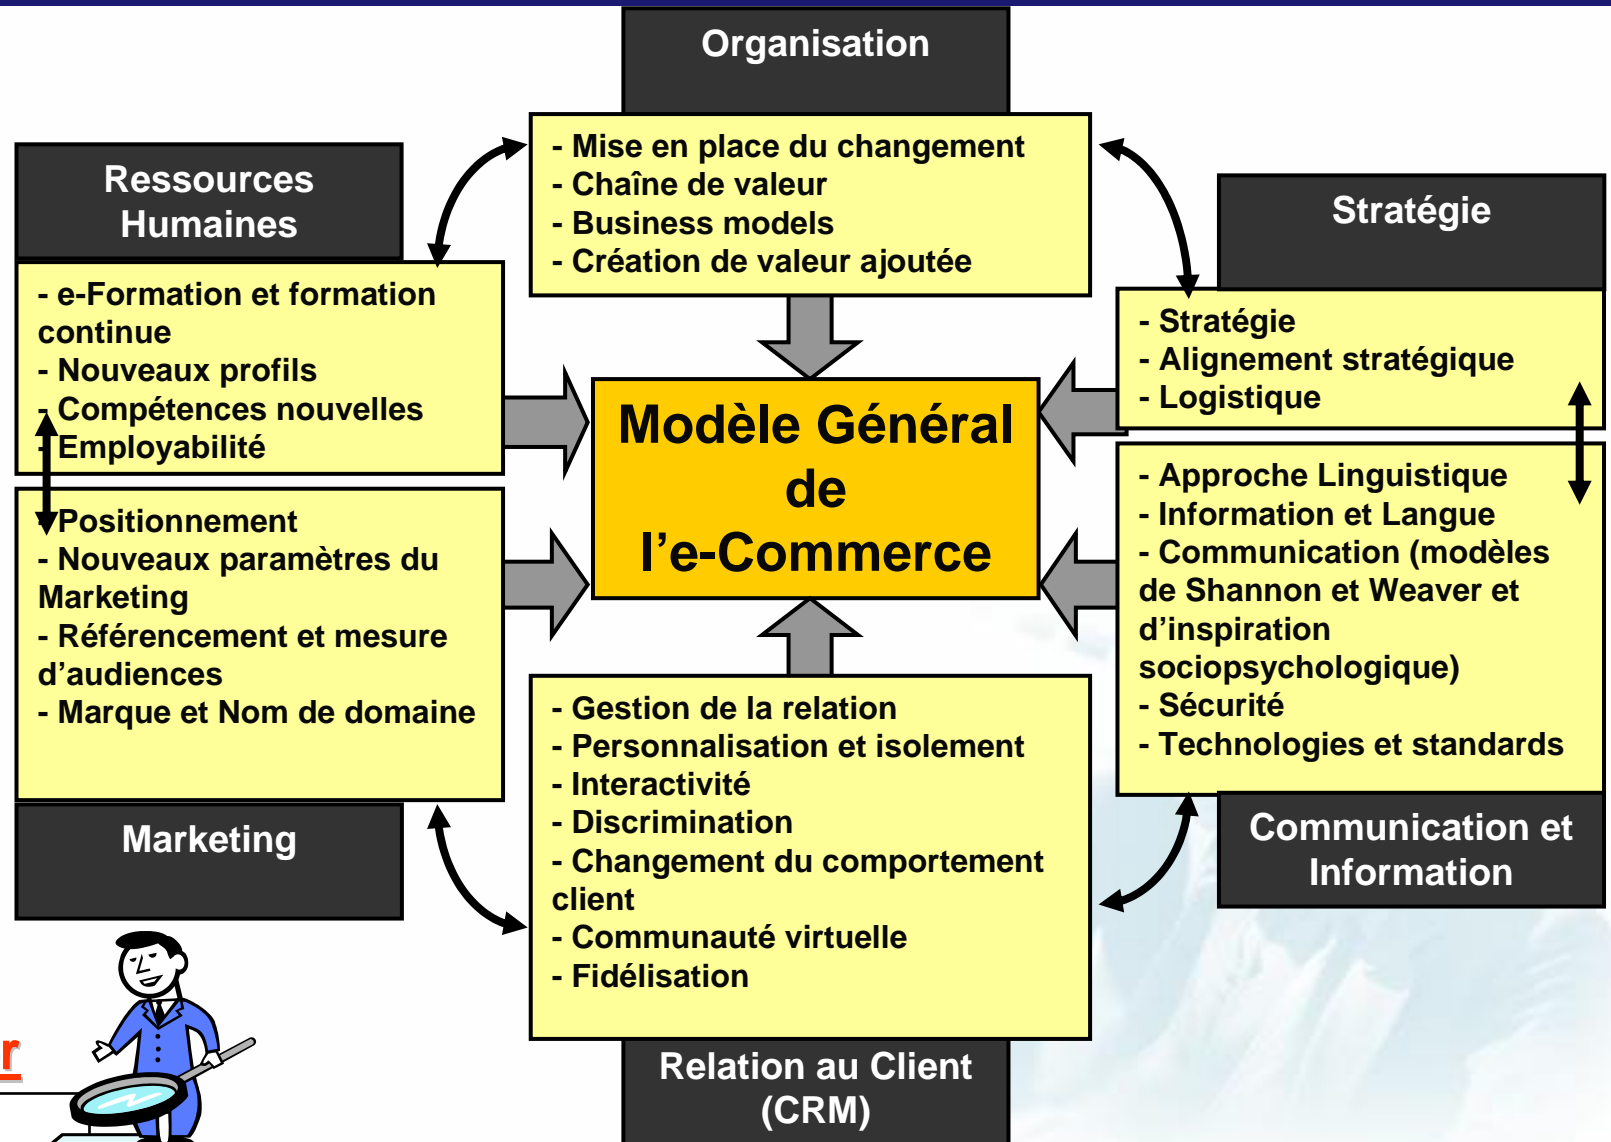 Organisation
- Mise en place du changement
- Chaîne de valeur
- Business models
- Création de valeur ajoutée
Ressources
Humaines
- e-Formation et formation
continue
- Nouveaux profils
- Compétences nouvelles
- Employabilité
Stratégie
- Stratégie
- Alignement stratégique
- Logistique
Modèle Général
de
l’e-Commerce
- Positionnement
- Nouveaux paramètres du
Marketing
- Référencement et mesure
d’audiences
- Marque et Nom de domaine
Marketing
- Approche Linguistique
- Information et Langue
- Communication (modèles
de Shannon et Weaver et
d’inspiration
sociopsychologique)
- Sécurité
- Technologies et standards
Communication et
Information
- Gestion de la relation
- Personnalisation et isolement
- Interactivité
- Discrimination
- Changement du comportement
client
- Communauté virtuelle
- Fidélisation
Relation au Client
(CRM)
r